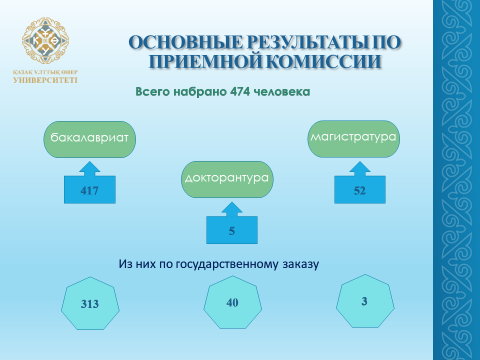 ҚАЗАҚ ҰЛТТЫҚ ӨНЕР
УНИВЕРСИТЕТІ
ОСНОВНЫЕ РЕЗУЛЬТАТЫ ПО
ПРИЕМНОЙ КОМИССИИ
Всего набрано 474 человека
бакалавриат
магистратура
докторантура
417
52
5
Из них по государственному заказу
313
40
3